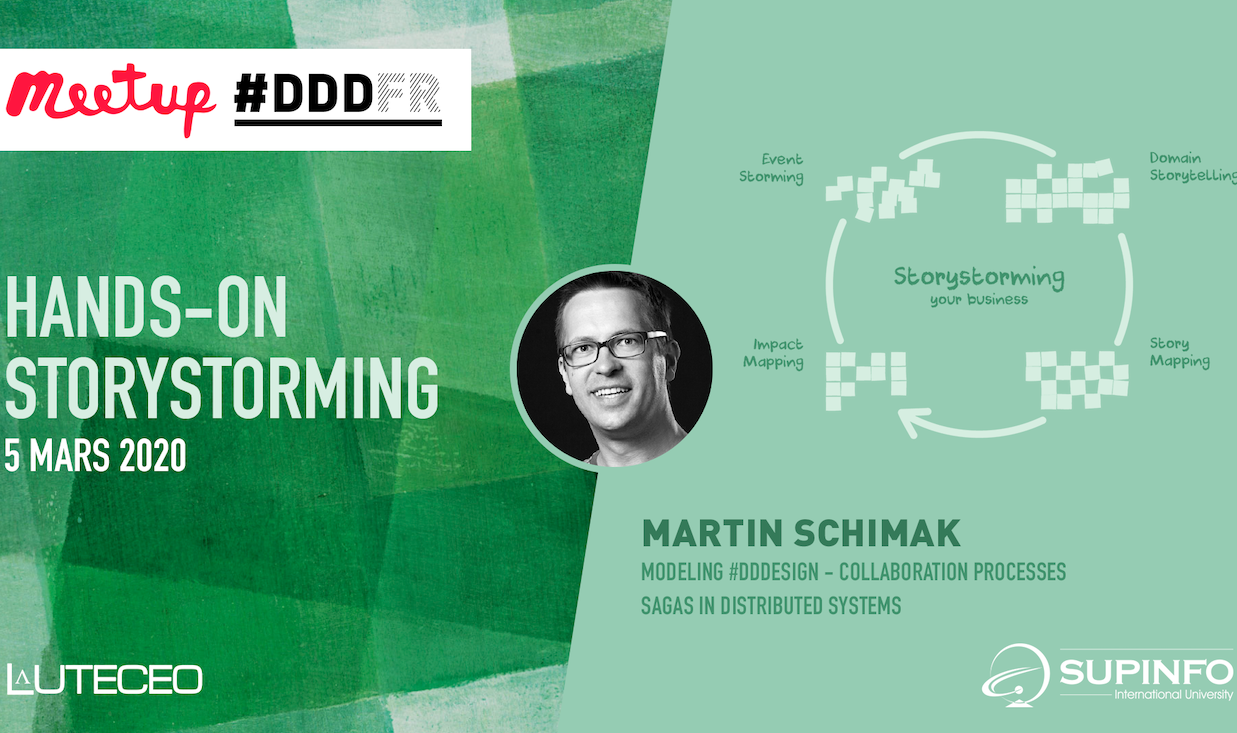 meetup #DDDFR
HANDS-ON
STORYSTORMING
5 MARS 2020
LUTECEO
Event
Storming
Domain
Storytelling
Storystorming
your business
Impact
Mapping
Story
Mapping
MARTIN SCHIMAK
MODELING #DDDESIGN - COLLABORATION PROCESSES
SAGAS IN DISTRIBUTED SYSTEMS
SUPINFO
International University